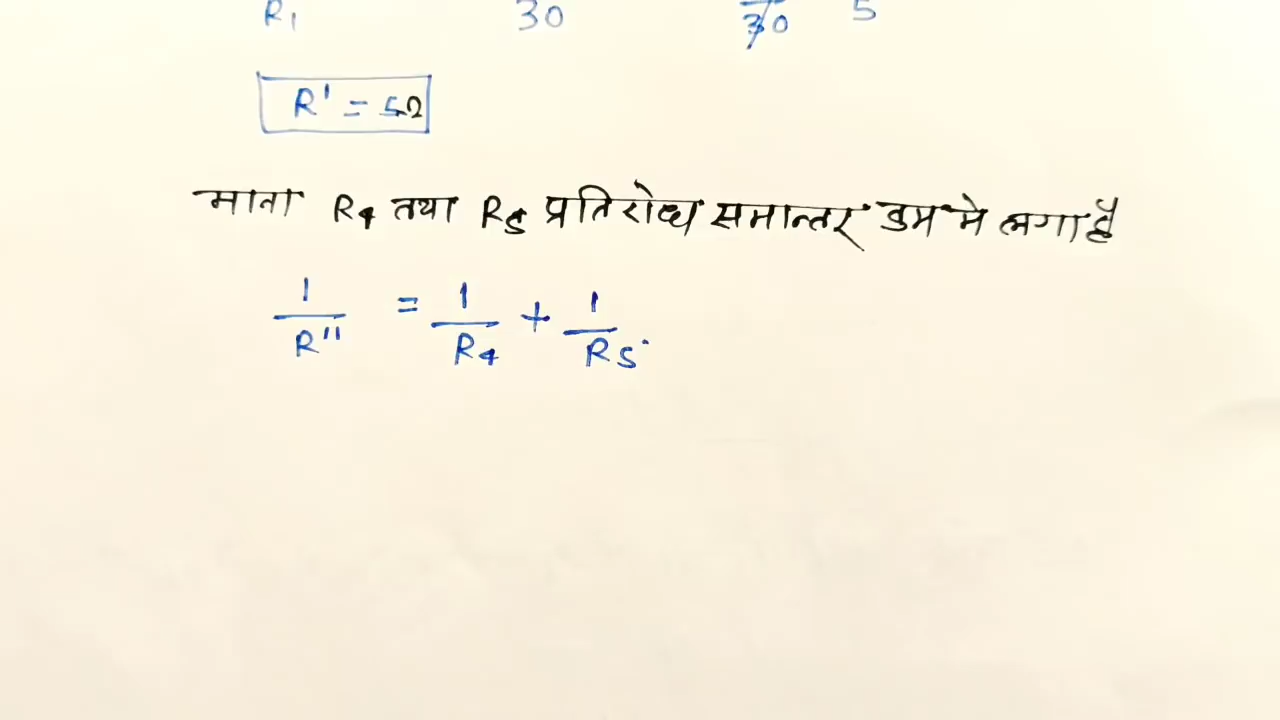 R₁ 30 30 5
R' = 5Ω
माना R₄ तथा R₅ प्रतिरोध समान्तर क्रम मे लगा है
1/R'' = 1/R₄ + 1/R₅